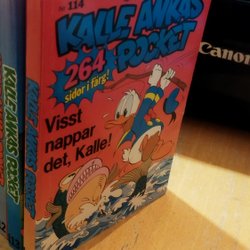 Nr 114
KALLE ANKAS
POCKET
264
sidor i färg!
Visst
nappar
det, Kalle!
KALLE ANKAS POCKET
KALLE ANKAS POCKET
Canon